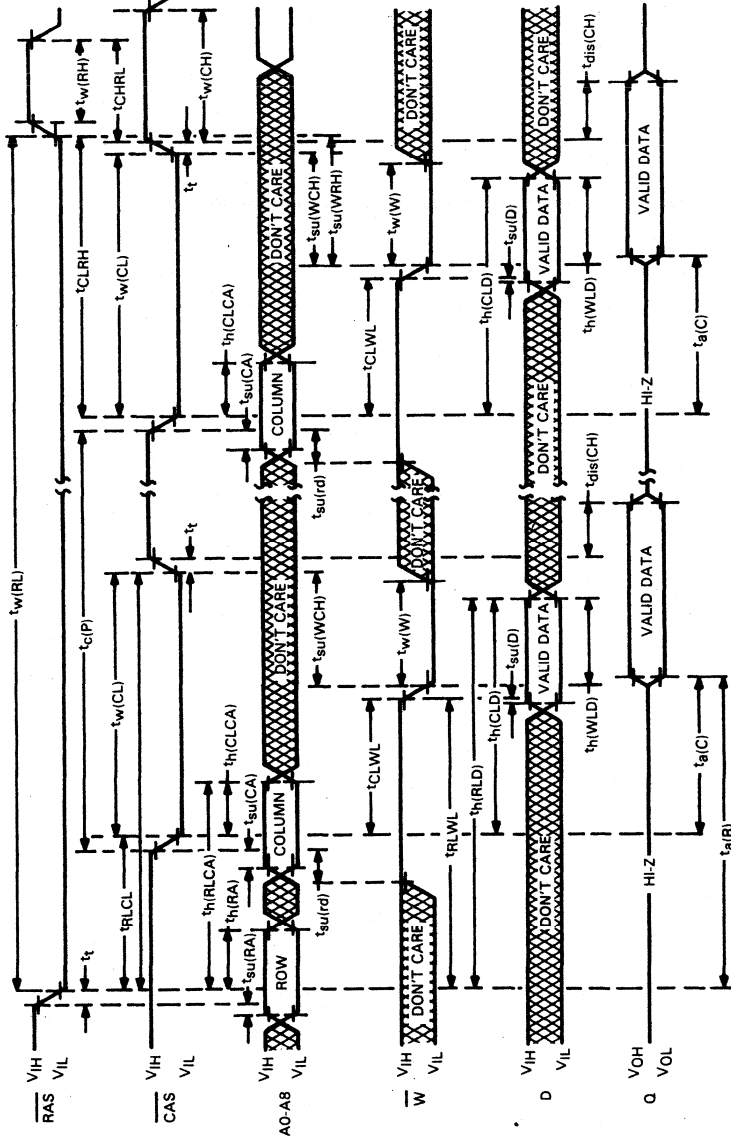 RAS
VIH
VIL
tw(RL)
tt
tCLRH
tw(RH)
tCHRL
CAS
VIH
VIL
tRLCL
tc(P)
tw(CL)
tt
tw(CL)
tt
tw(CH)
A0-A8
VIH
VIL
th(RLCA)
th(RA)
tsu(RA)
tsu(CA)
th(CLCA)
tsu(CA)
th(CLCA)
ROW
COLUMN
DON'T CARE
COLUMN
DON'T CARE
tsu(rd)
tsu(WCH)
tsu(rd)
tsu(WCH)
tsu(WRH)
W
VIH
VIL
tRLWL
tCLWL
tw(W)
tCLWL
tw(W)
DON'T CARE
DON'T CARE
DON'T CARE
D
VIH
VIL
th(RLD)
th(CLD)
tsu(D)
th(CLD)
tsu(D)
DON'T CARE
VALID DATA
DON'T CARE
VALID DATA
DON'T CARE
th(WLD)
tdis(CH)
th(WLD)
tdis(CH)
Q
VOH
VOL
HI-Z
VALID DATA
HI-Z
VALID DATA
ta(C)
ta(C)
ta(R)